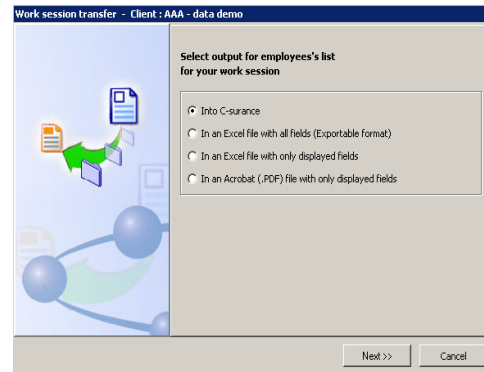 Work session transfer - Client : AAA - data demo
Select output for employees's list
for your work session
Into C-surance
In an Excel file with all fields (Exportable format)
In an Excel file with only displayed fields
In an Acrobat (.PDF) file with only displayed fields
Next >>
Cancel